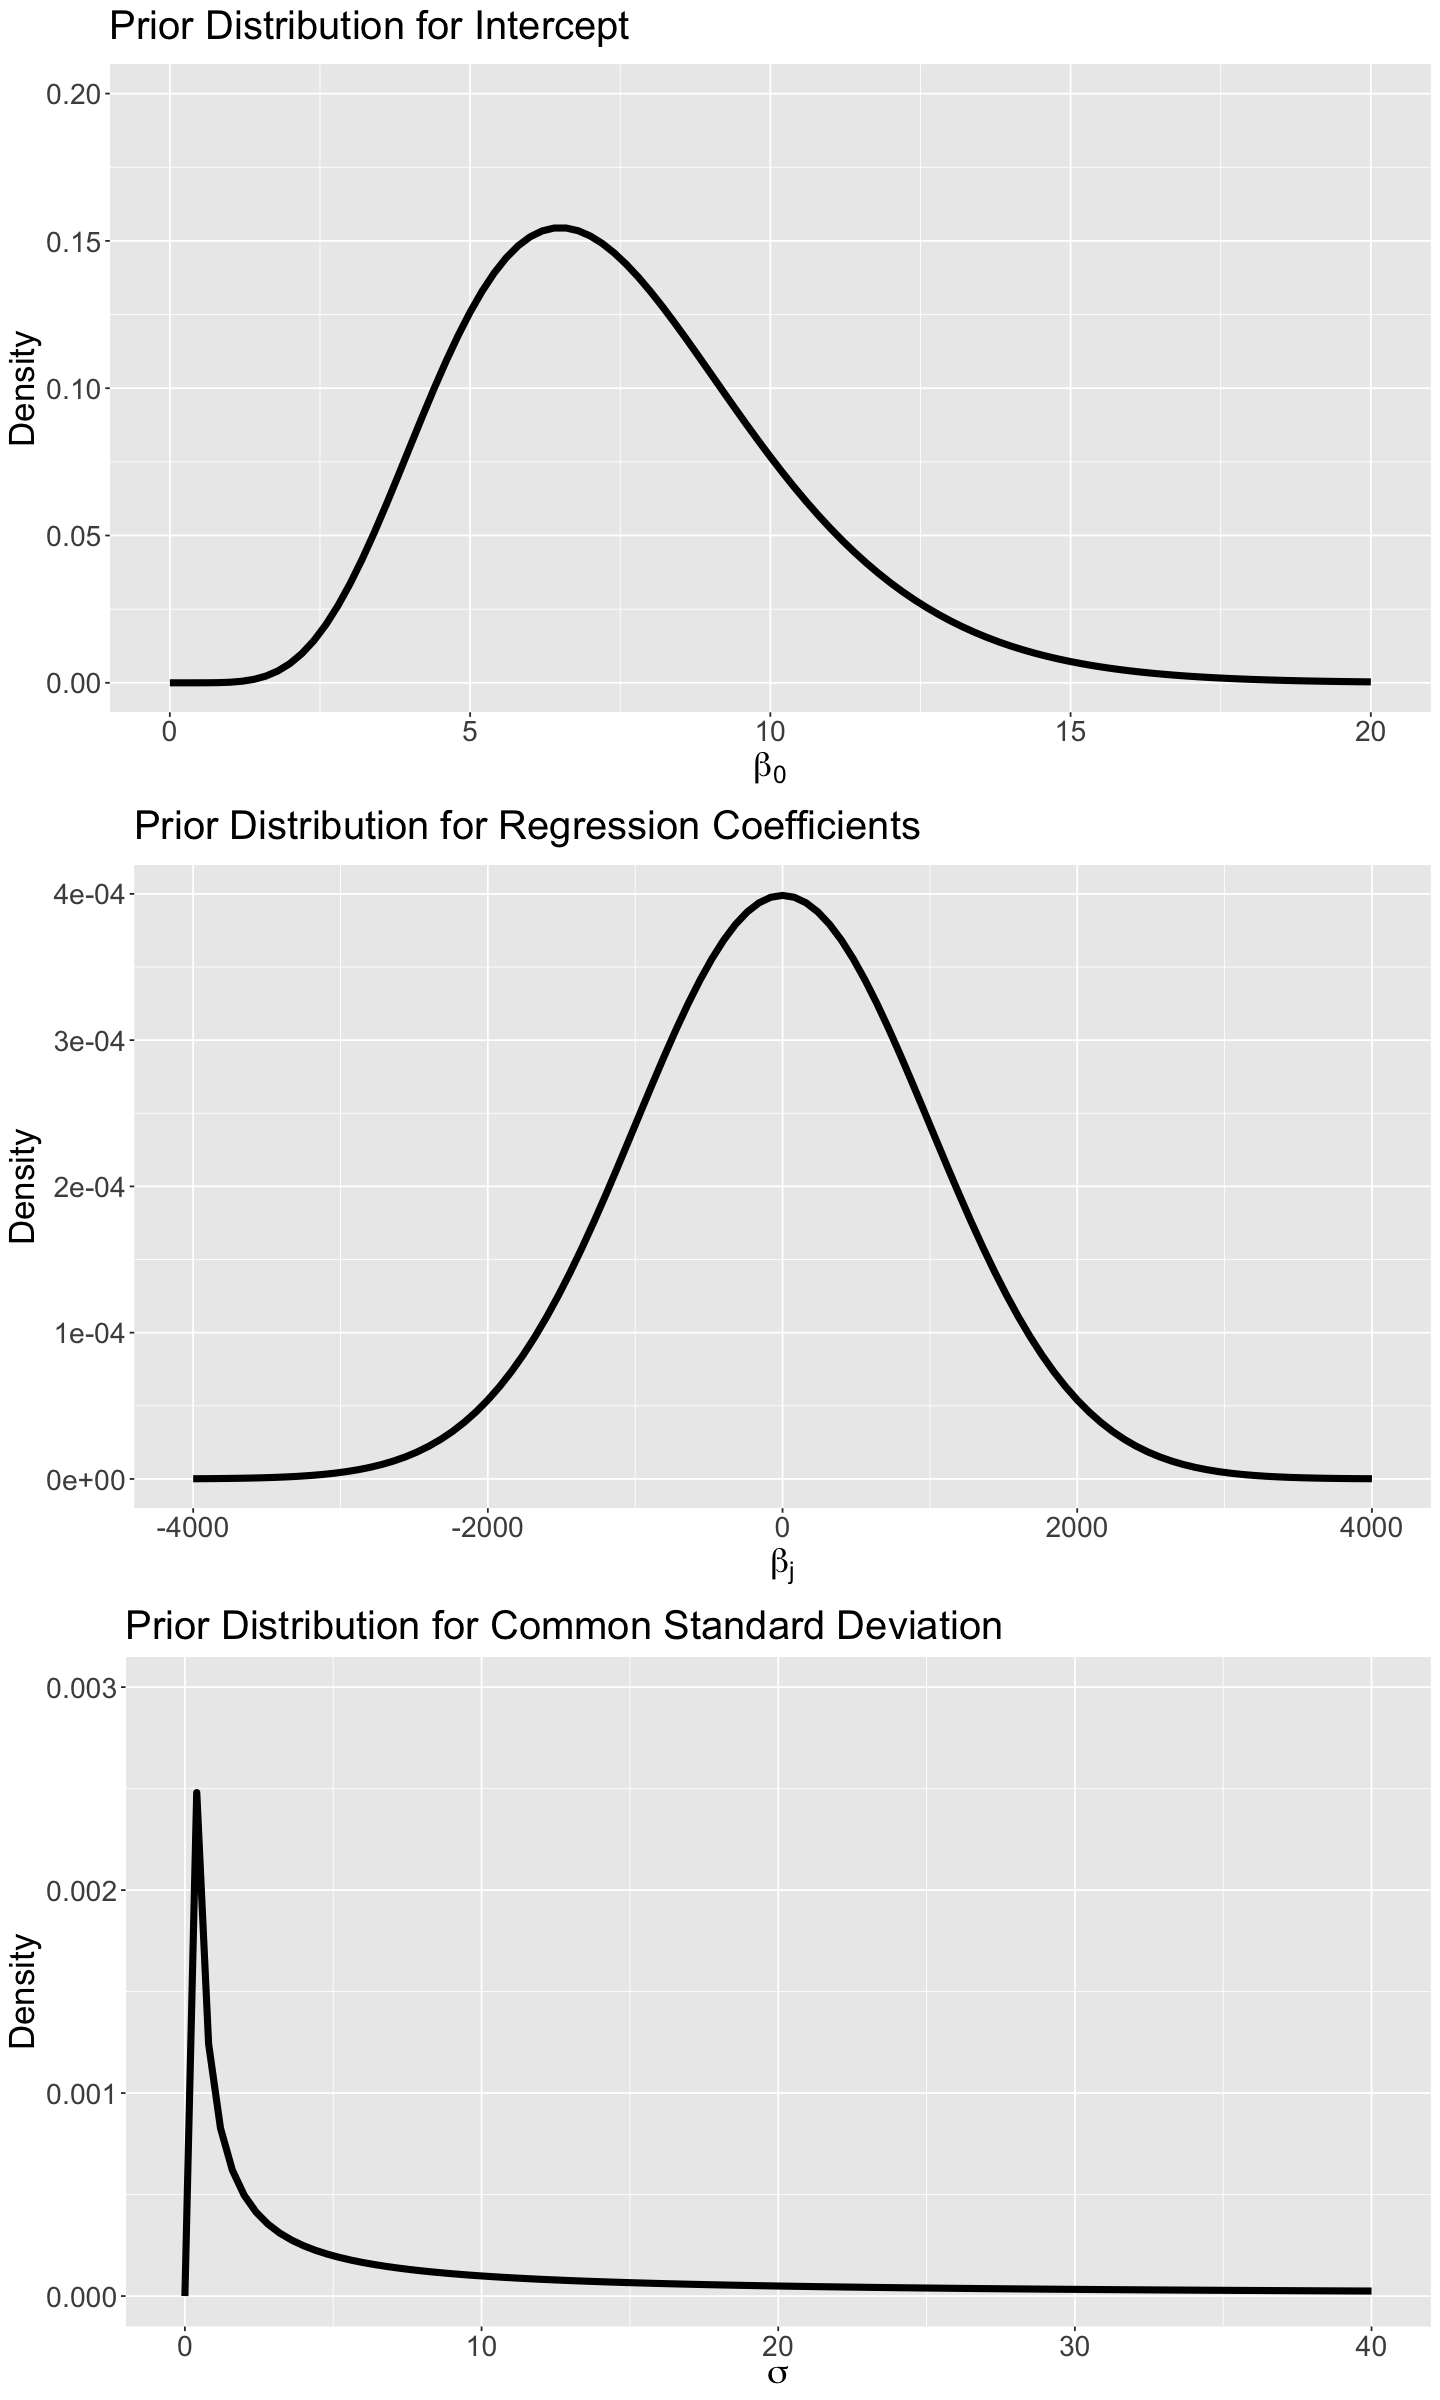 Prior Distribution for Intercept
0.20
0.15
0.10
0.05
0.00
Density
0 5 10 15 20
β0
Prior Distribution for Regression Coefficients
4e-04
3e-04
2e-04
1e-04
0e+00
Density
-4000 -2000 0 2000 4000
βj
Prior Distribution for Common Standard Deviation
0.003
0.002
0.001
0.000
Density
0 10 20 30 40
σ